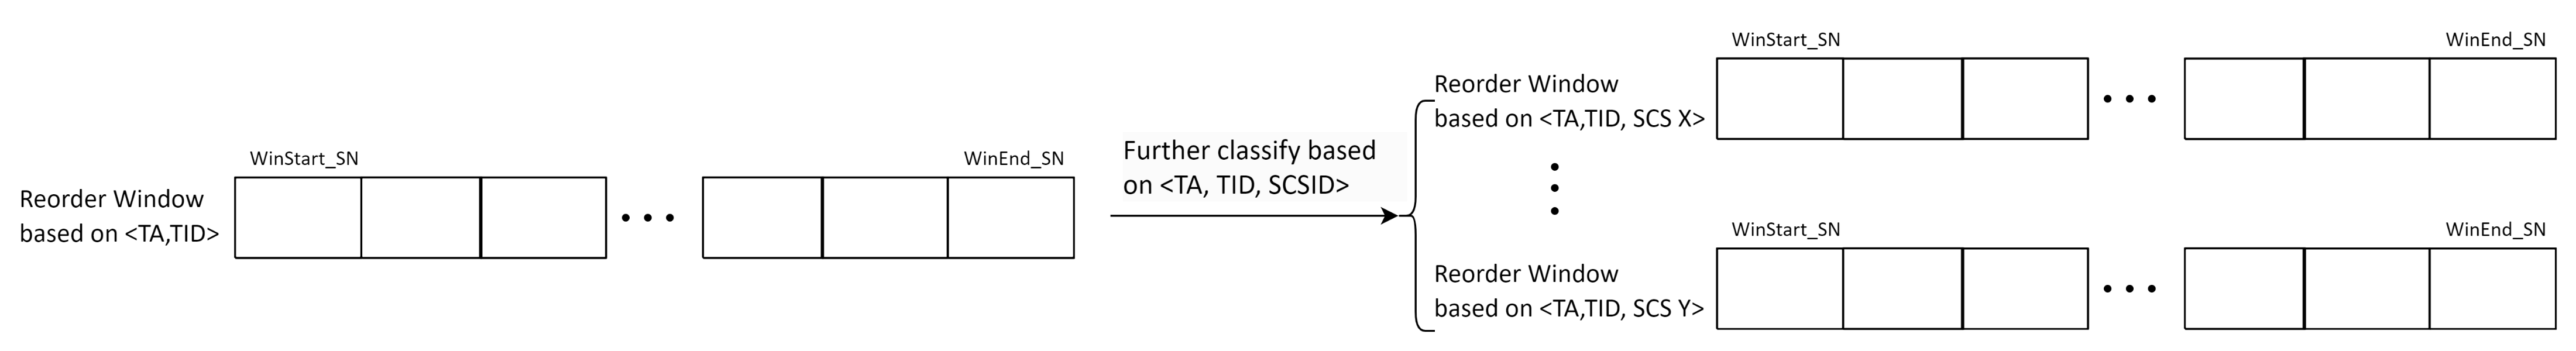 WinStart_SN
WinEnd_SN
Reorder Window
based on <TA,TID>
Further classify based
on <TA, TID, SCSID>
WinStart_SN
WinEnd_SN
Reorder Window
based on <TA,TID, SCS X>
WinStart_SN
WinEnd_SN
Reorder Window
based on <TA,TID, SCS Y>